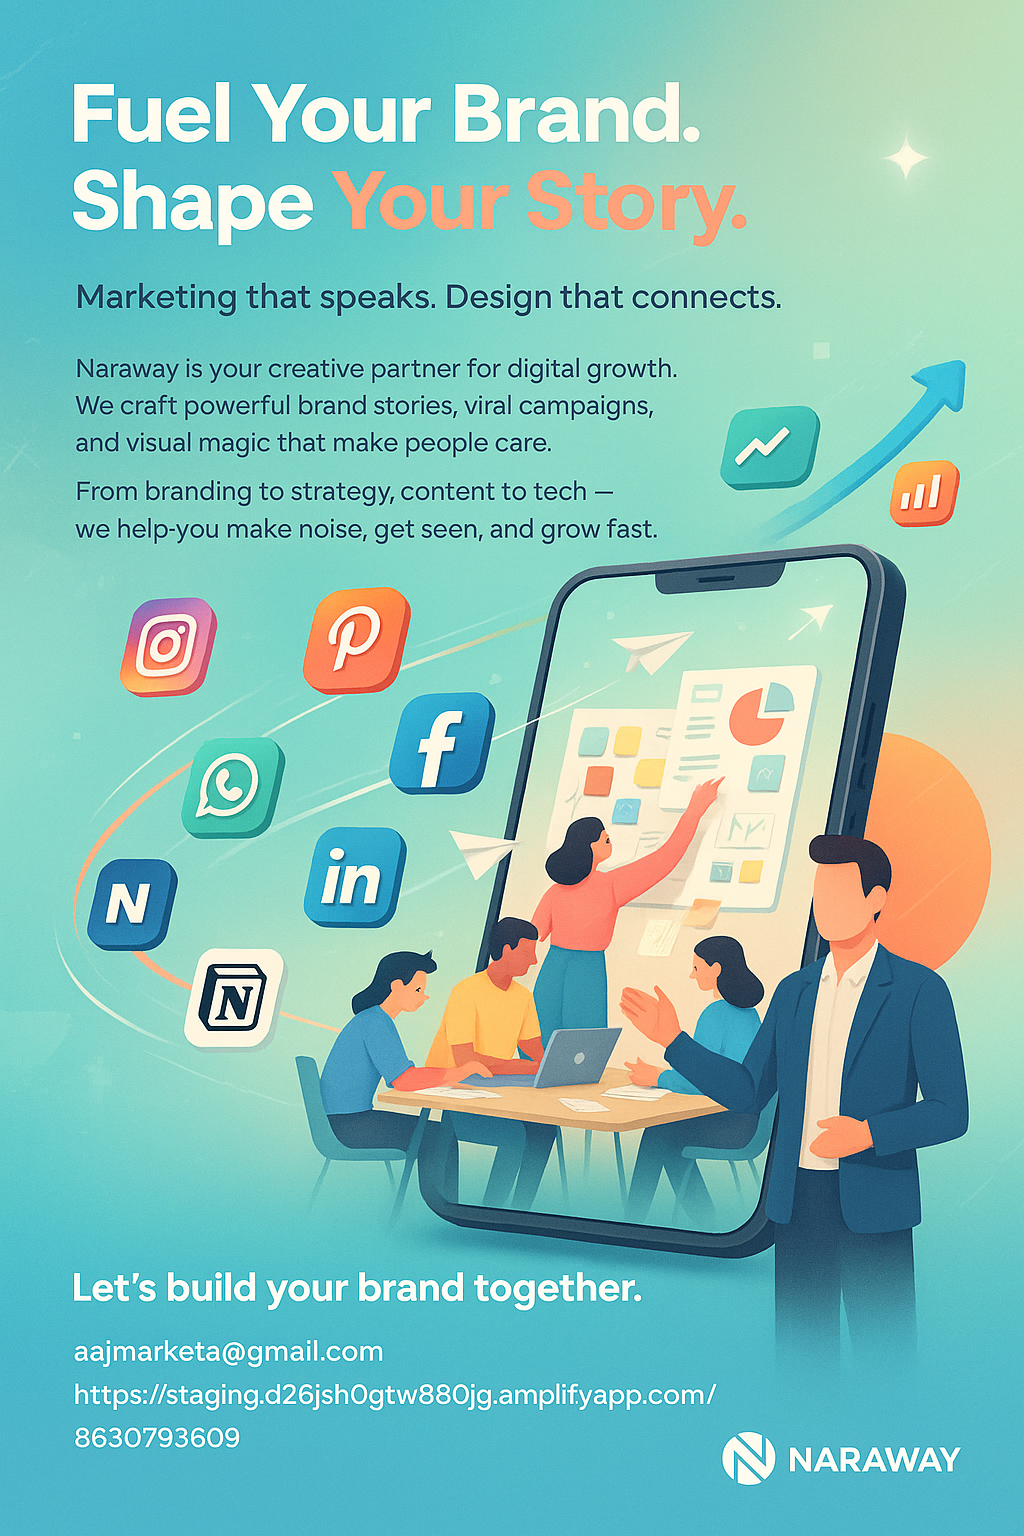 Fuel Your Brand.
Shape Your Story.
Marketing that speaks. Design that connects.
Naraway is your creative partner for digital growth.
We craft powerful brand stories, viral campaigns,
and visual magic that make people care.
From branding to strategy, content to tech —
we help-you make noise, get seen, and grow fast.
f
in
N
N
Let's build your brand together.
aajmarketa@gmail.com
https://staging.d26jsh0gtw880jg.amplifyapp.com/
8630793609
NARAWAY